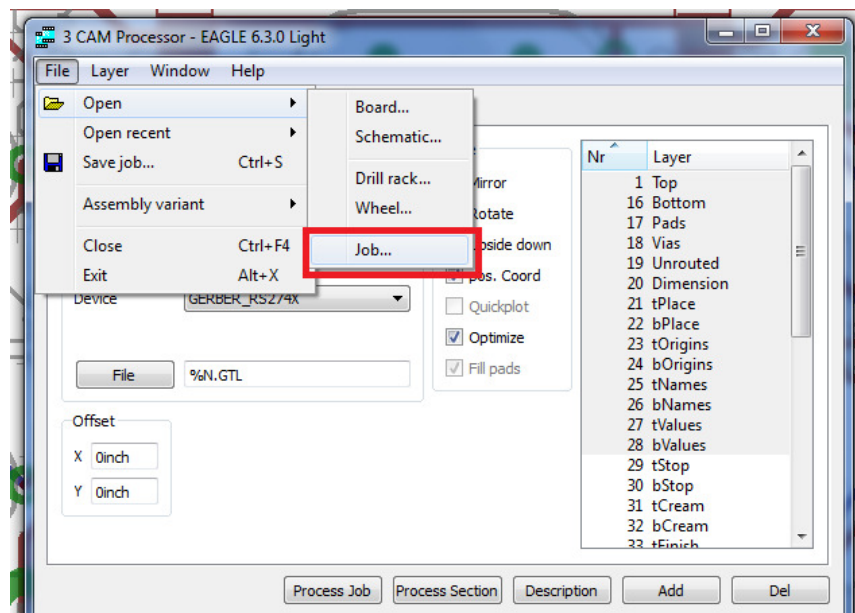 3 CAM Processor - EAGLE 6.3.0 Light
File Layer Window Help
Open
Open recent
Save job... Ctrl+S
Assembly variant
Close Ctrl+F4
Exit Alt+X
Board...
Schematic...
Drill rack...
Wheel...
Job...
Device GERBER_RS274X
File %N.GTL
Offset
X 0inch
Y 0inch
pos. Coord
Quickplot
Optimize
Fill pads
Nr Layer
1 Top
16 Bottom
17 Pads
18 Vias
19 Unrouted
20 Dimension
21 tPlace
22 bPlace
23 tOrigins
24 bOrigins
25 tNames
26 bNames
27 tValues
28 bValues
29 tStop
30 bStop
31 tCream
32 bCream
33 tFinish
Process Job Process Section Description Add Del